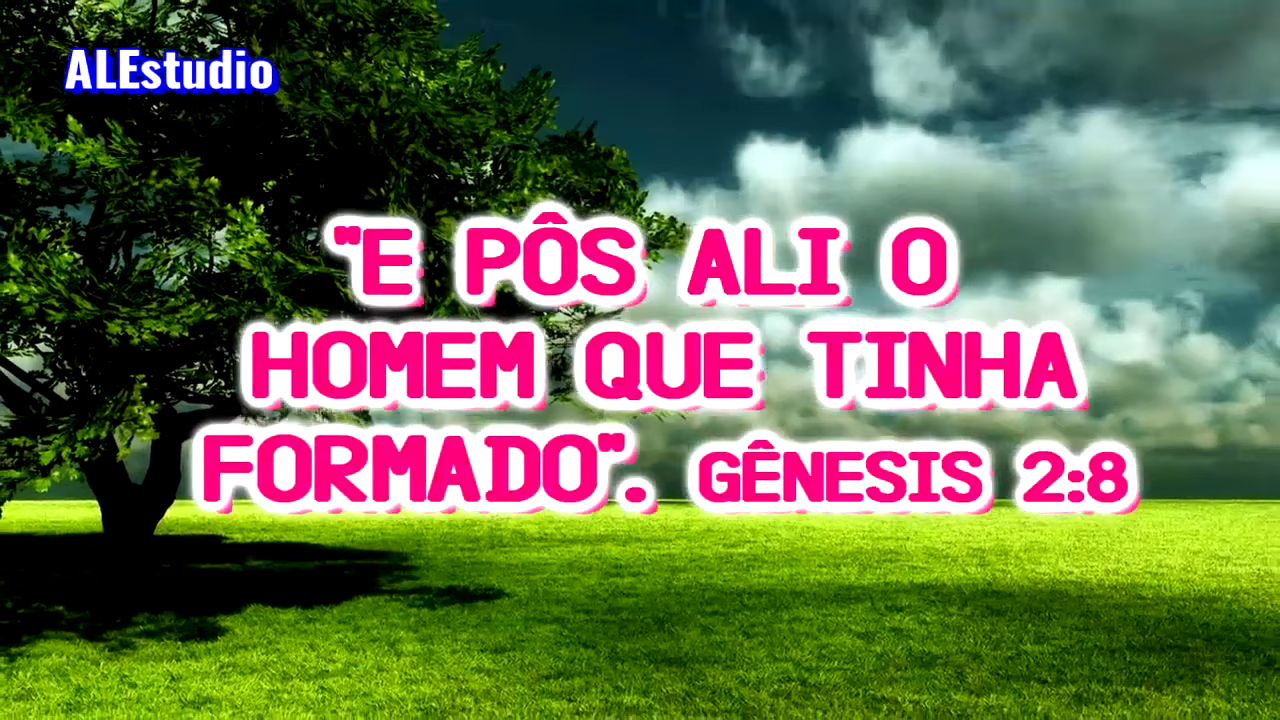 ALEstudio
"E PÔS ALI O
HOMEM QUE TINHA
FORMADO". GÊNESIS 2:8